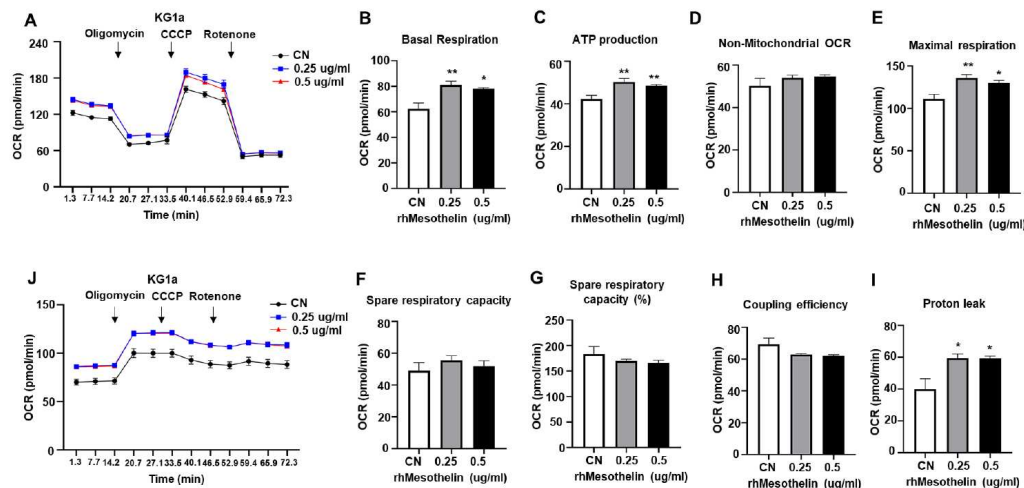 A
KG1a
Oligomycin CCCP Rotenone
CN
0.25 ug/ml
0.5 ug/ml
OCR (pmol/min)
240
180
120
60
0
1.3 7.7 14.2 20.7 27.1 33.5 40.1 46.5 52.9 59.4 65.9 72.3
Time (min)
B
Basal Respiration
OCR (pmol/min)
100
80
60
40
20
0
** *
CN 0.25 0.5
rhMesothelin (ug/ml)
C
ATP production
OCR (pmol/min)
60
40
20
0
** **
CN 0.25 0.5
rhMesothelin (ug/ml)
D
Non-Mitochondrial OCR
OCR (pmol/min)
60
40
20
0
CN 0.25 0.5
rhMesothelin (ug/ml)
E
Maximal respiration
OCR (pmol/min)
150
100
50
0
** *
CN 0.25 0.5
rhMesothelin (ug/ml)
J
KG1a
Oligomycin CCCP Rotenone
CN
0.25 ug/ml
0.5 ug/ml
OCR (pmol/min)
150
100
50
0
1.3 7.7 14.2 20.7 27.1 33.5 40.1 46.5 52.9 59.4 65.9 72.3
Time (min)
F
Spare respiratory capacity
OCR (pmol/min)
80
60
40
20
0
CN 0.25 0.5
rhMesothelin (ug/ml)
G
Spare respiratory
capacity (%)
OCR (pmol/min)
250
200
150
100
50
0
CN 0.25 0.5
rhMesothelin (ug/ml)
H
Coupling efficiency
OCR (pmol/min)
80
60
40
20
0
CN 0.25 0.5
rhMesothelin (ug/ml)
I
Proton leak
OCR (pmol/min)
80
60
40
20
0
* *
CN 0.25 0.5
rhMesothelin (ug/ml)